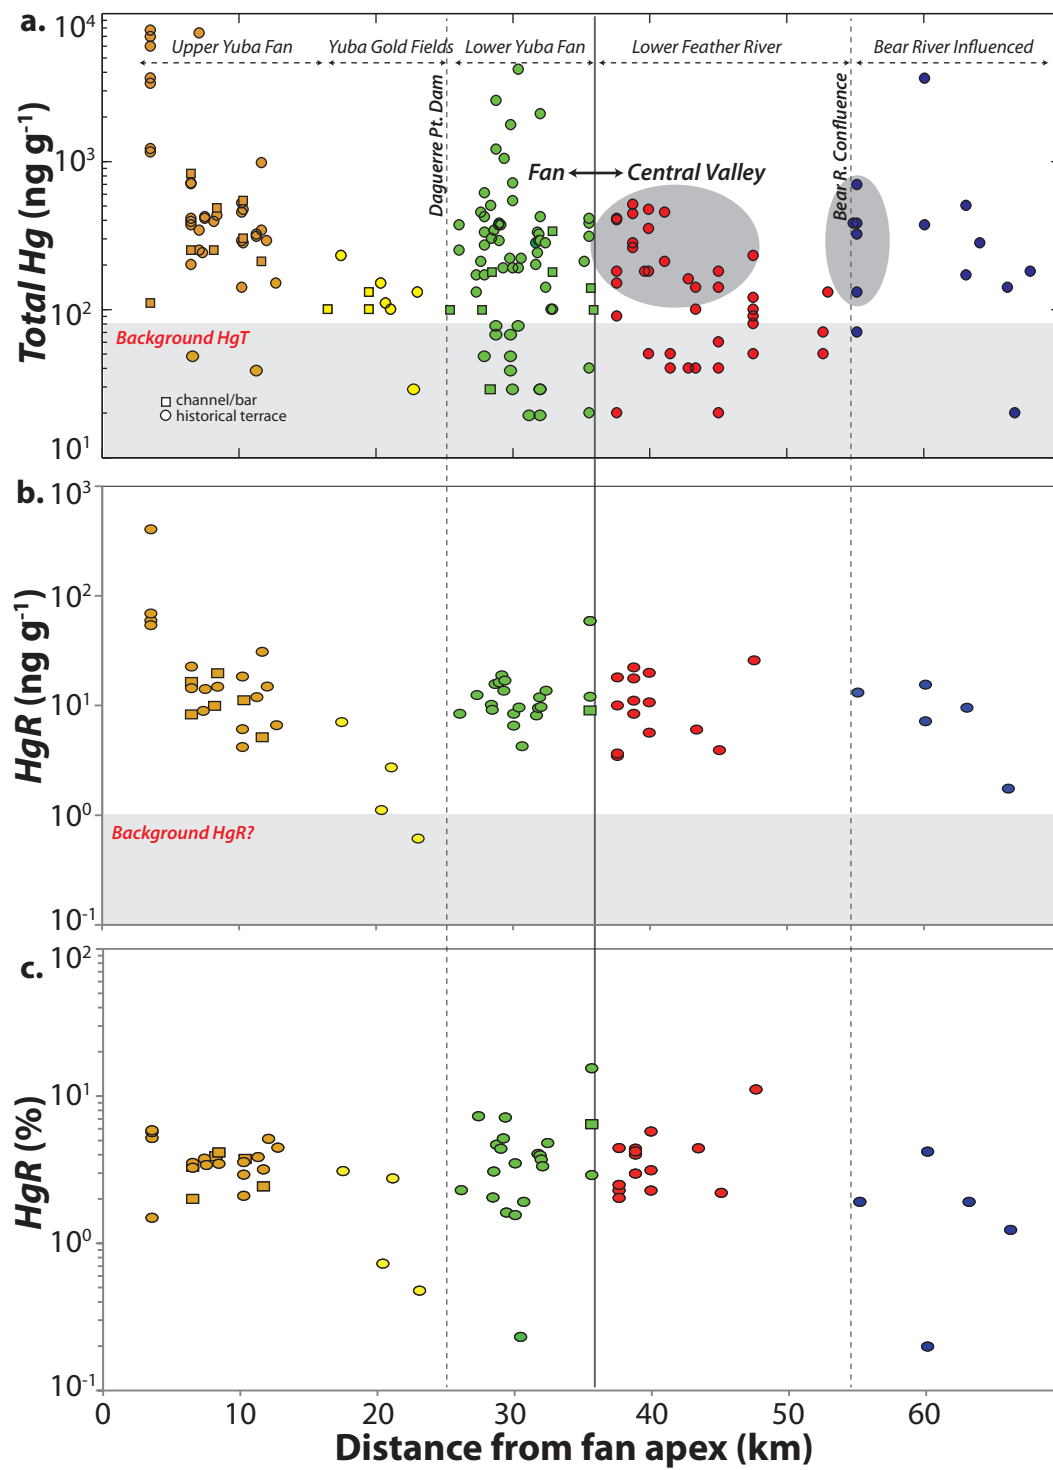 a.
10⁴
10³
10²
10¹
Total Hg (ng g⁻¹)
Upper Yuba Fan
Yuba Gold Fields
Lower Yuba Fan
Lower Feather River
Bear River Influenced
Daguerre Pt. Dam
Bear R. Confluence
Fan
Central Valley
Background HgT
channel/bar
historical terrace
b.
10³
10²
10¹
10⁰
10⁻¹
HgR (ng g⁻¹)
Background HgR?
c.
10²
10¹
10⁰
10⁻¹
HgR (%)
0 10 20 30 40 50 60
Distance from fan apex (km)